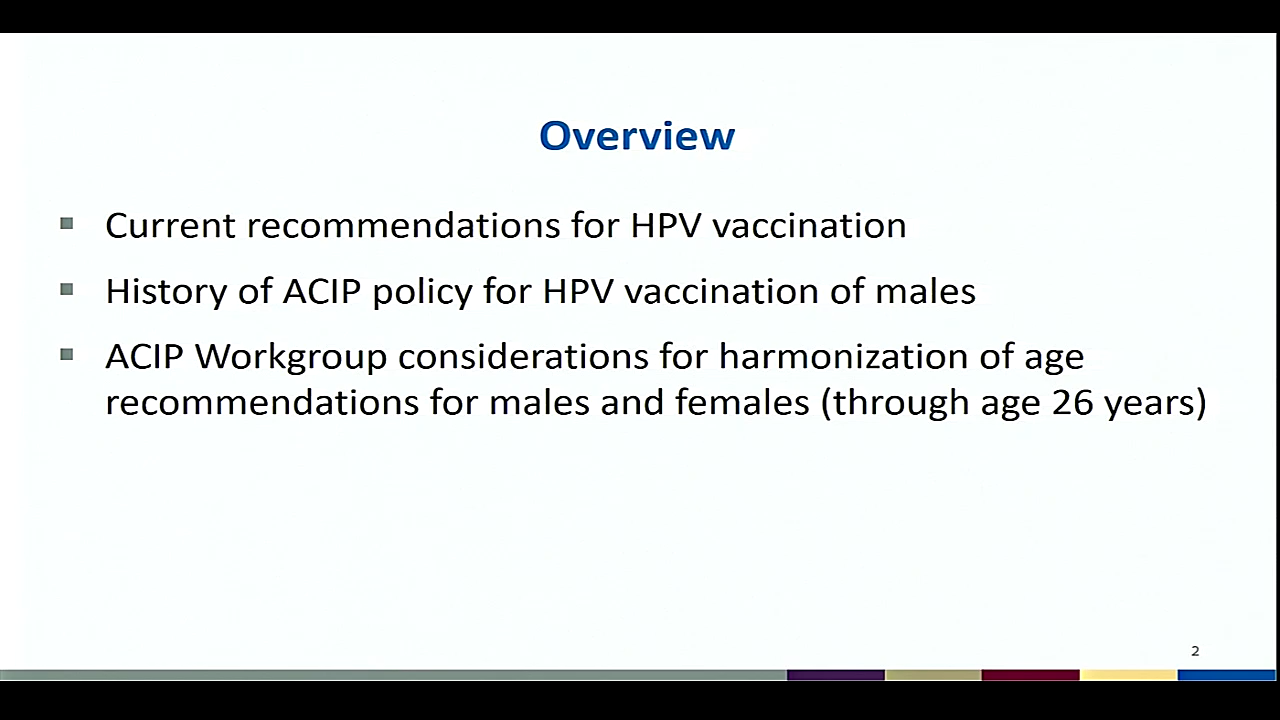 Overview
Current recommendations for HPV vaccination
History of ACIP policy for HPV vaccination of males
ACIP Workgroup considerations for harmonization of age
recommendations for males and females (through age 26 years)
2